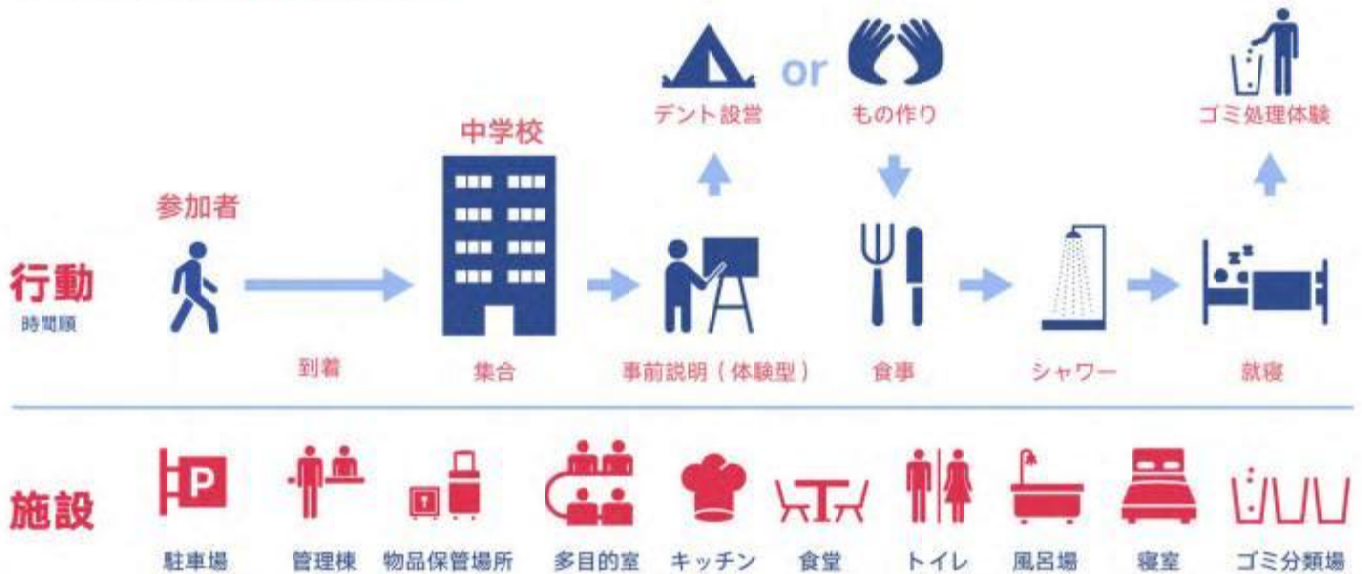 or
デント設営
もの作り
ゴミ処理体験
中学校
参加者
行動
時間順
到着
集合
事前説明(体験型)
食事
シャワー
就寝
施設
P
駐車場
管理棟
物品保管場所
多目的室
キッチン
食堂
トイレ
風呂場
寝室
ゴミ分類場